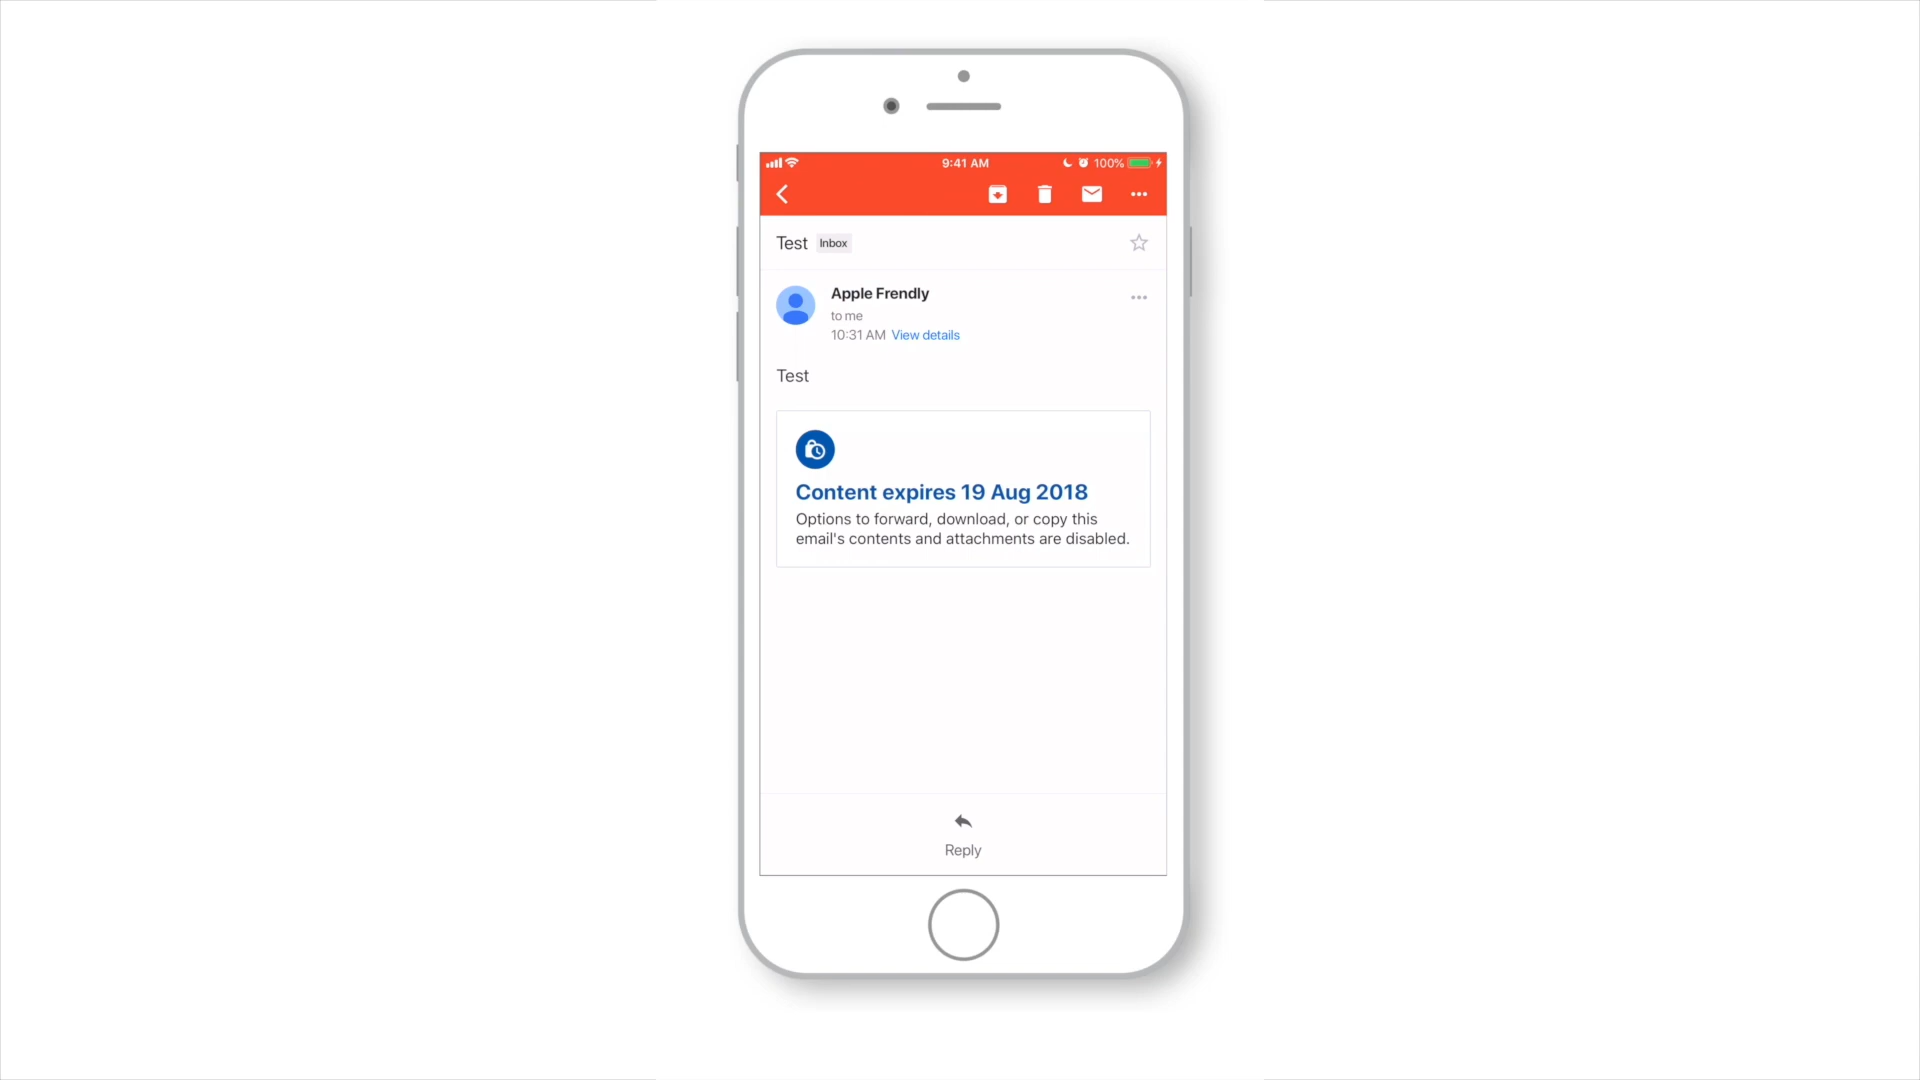 9:41 AM
100%
Test Inbox
Apple Frendly
to me
10:31 AM View details
Test
Content expires 19 Aug 2018
Options to forward, download, or copy this
email's contents and attachments are disabled.
Reply